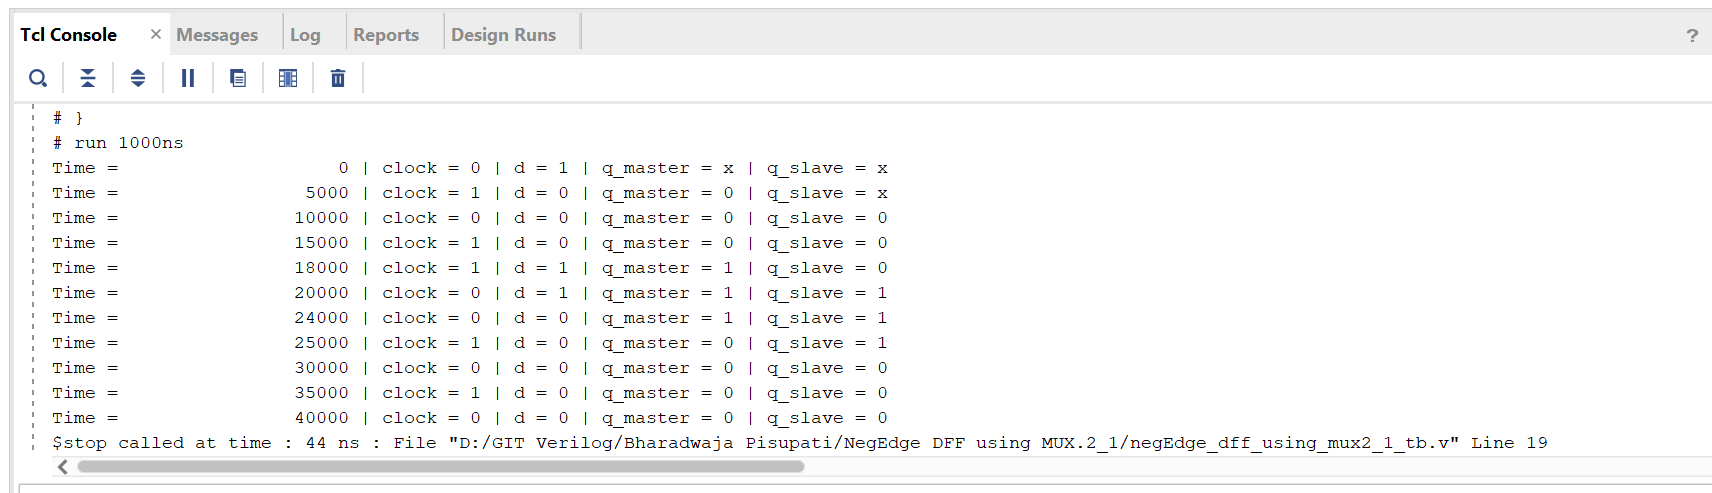 Tcl Console × Messages Log Reports Design Runs ?
# }
# run 1000ns
Time =                    0 | clock = 0 | d = 1 | q_master = x | q_slave = x
Time =                 5000 | clock = 1 | d = 0 | q_master = 0 | q_slave = x
Time =                10000 | clock = 0 | d = 0 | q_master = 0 | q_slave = 0
Time =                15000 | clock = 1 | d = 0 | q_master = 0 | q_slave = 0
Time =                18000 | clock = 1 | d = 1 | q_master = 1 | q_slave = 0
Time =                20000 | clock = 0 | d = 1 | q_master = 1 | q_slave = 1
Time =                24000 | clock = 0 | d = 0 | q_master = 1 | q_slave = 1
Time =                25000 | clock = 1 | d = 0 | q_master = 0 | q_slave = 1
Time =                30000 | clock = 0 | d = 0 | q_master = 0 | q_slave = 0
Time =                35000 | clock = 1 | d = 0 | q_master = 0 | q_slave = 0
Time =                40000 | clock = 0 | d = 0 | q_master = 0 | q_slave = 0
$stop called at time : 44 ns : File "D:/GIT Verilog/Bharadwaja Pisupati/NegEdge DFF using MUX.2_1/negEdge_dff_using_mux2_1_tb.v" Line 19